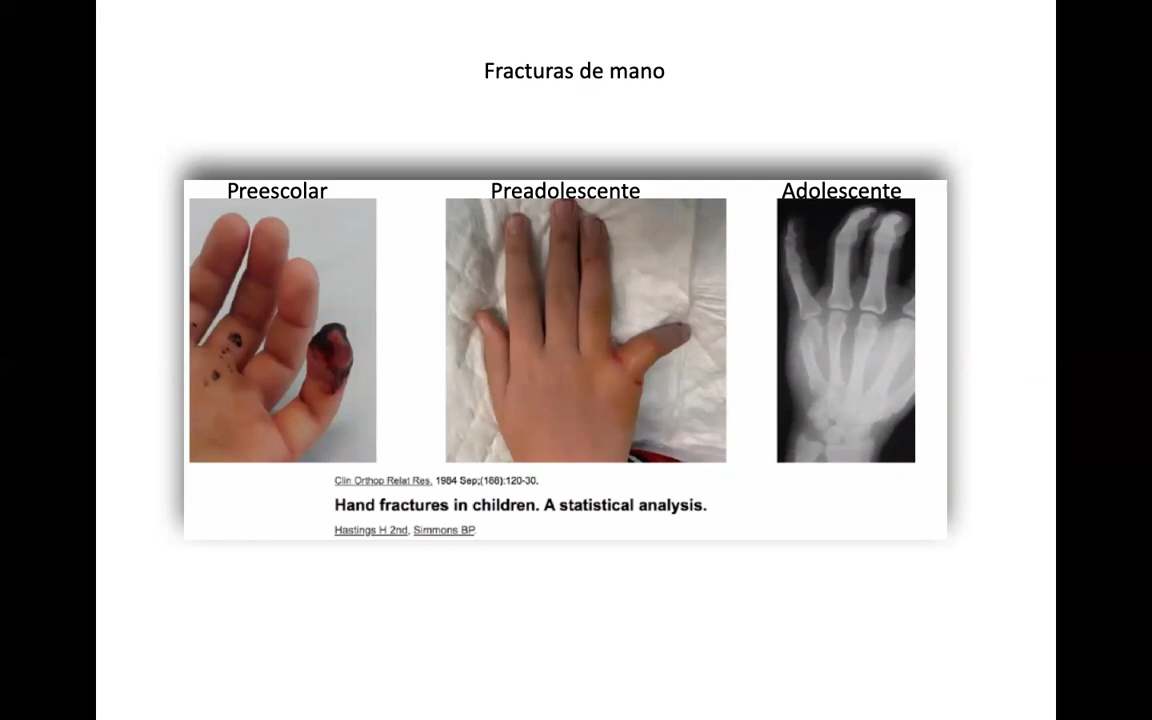 Fracturas de mano
Preescolar
Preadolescente
Adolescente
Clin Orthop Relat Res. 1984 Sep;(188):120-30.
Hand fractures in children. A statistical analysis.
Hastings H 2nd, Simmons BP.